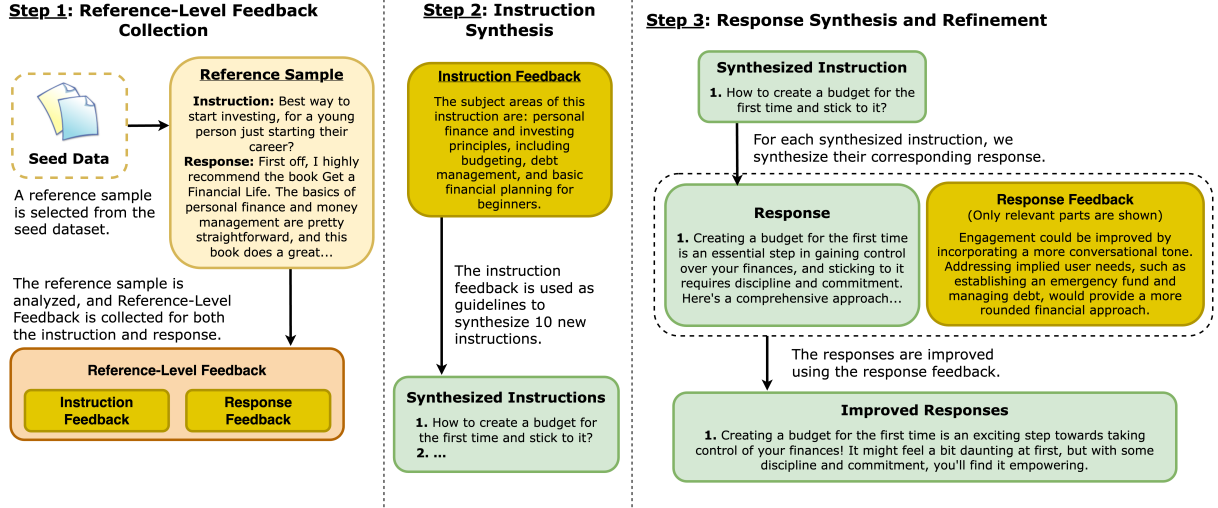 Step 1: Reference-Level Feedback
Collection
Seed Data
A reference sample
is selected from the
seed dataset.
Reference Sample
Instruction: Best way to
start investing, for a young
person just starting their
career?
Response: First off, I highly
recommend the book Get a
Financial Life. The basics of
personal finance and money
management are pretty
straightforward, and this
book does a great...
The reference sample is
analyzed, and Reference-Level
Feedback is collected for both
the instruction and response.
Reference-Level Feedback
Instruction
Feedback
Response
Feedback
Step 2: Instruction
Synthesis
Instruction Feedback
The subject areas of this
instruction are: personal
finance and investing
principles, including
budgeting, debt
management, and basic
financial planning for
beginners.
The instruction
feedback is used as
guidelines to
synthesize 10 new
instructions.
Synthesized Instructions
1. How to create a budget for
the first time and stick to it?
2. ...
Step 3: Response Synthesis and Refinement
Synthesized Instruction
1. How to create a budget for the
first time and stick to it?
For each synthesized instruction, we
synthesize their corresponding response.
Response
1. Creating a budget for the first time
is an essential step in gaining control
over your finances, and sticking to it
requires discipline and commitment.
Here's a comprehensive approach...
Response Feedback
(Only relevant parts are shown)
Engagement could be improved by
incorporating a more conversational tone.
Addressing implied user needs, such as
establishing an emergency fund and
managing debt, would provide a more
rounded financial approach.
The responses are improved
using the response feedback.
Improved Responses
1. Creating a budget for the first time is an exciting step towards taking
control of your finances! It might feel a bit daunting at first, but with some
discipline and commitment, you'll find it empowering.